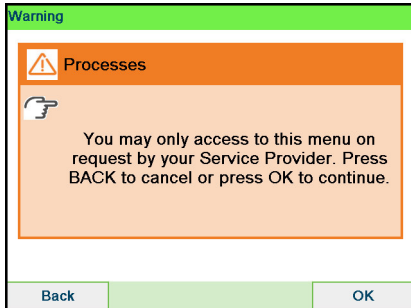 Warning
Processes
You may only access to this menu on
request by your Service Provider. Press
BACK to cancel or press OK to continue.
Back
OK